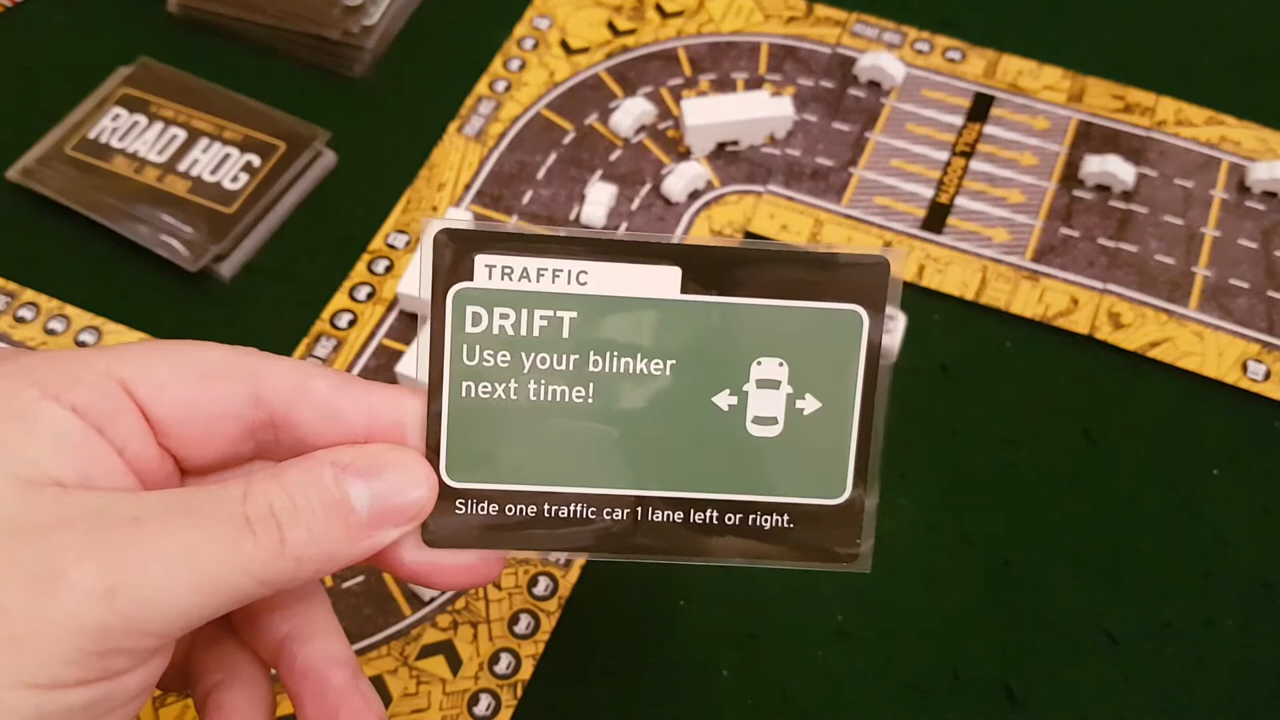 ROAD HOG
TOLL BOOTH
TRAFFIC
DRIFT
Use your blinker
next time!
Slide one traffic car 1 lane left or right.